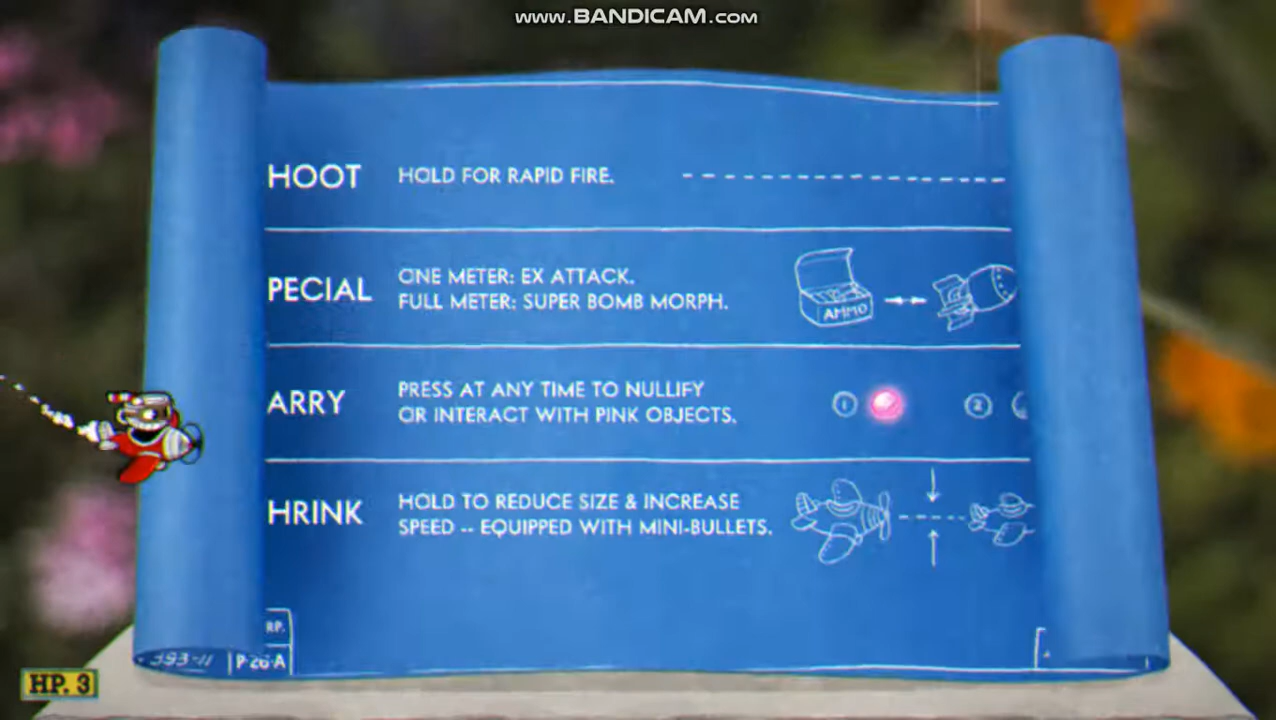 www.BANDICAM.com
HOOT HOLD FOR RAPID FIRE.
PECIAL ONE METER: EX ATTACK.
FULL METER: SUPER BOMB MORPH.
AMMO
ARRY PRESS AT ANY TIME TO NULLIFY
OR INTERACT WITH PINK OBJECTS.
1 2
HRINK HOLD TO REDUCE SIZE & INCREASE
SPEED -- EQUIPPED WITH MINI-BULLETS.
RP.
P-26-A
HP. 3